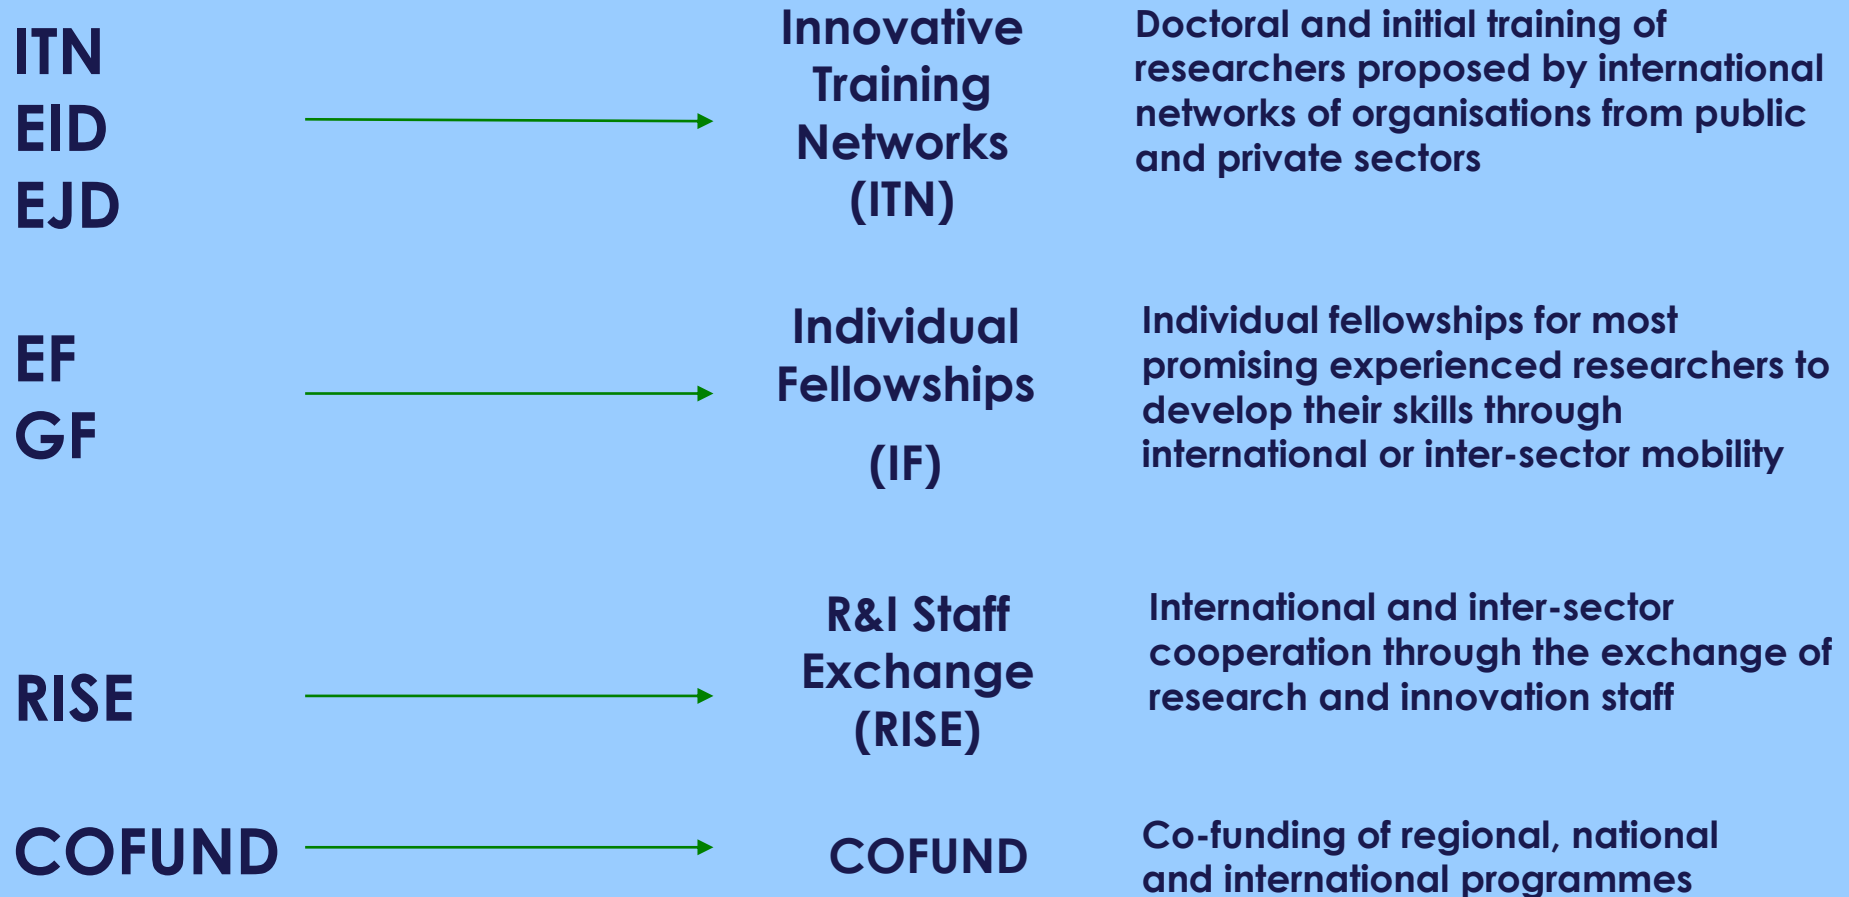 ITN
EID
EJD
Innovative
Training
Networks
(ITN)
Doctoral and initial training of
researchers proposed by international
networks of organisations from public
and private sectors
EF
GF
Individual
Fellowships
(IF)
Individual fellowships for most
promising experienced researchers to
develop their skills through
international or inter-sector mobility
RISE
R&I Staff
Exchange
(RISE)
International and inter-sector
cooperation through the exchange of
research and innovation staff
COFUND
COFUND
Co-funding of regional, national
and international programmes